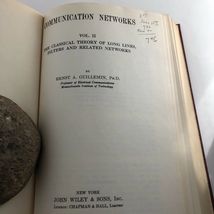 COMMUNICATION NETWORKS
VOL. II
THE CLASSICAL THEORY OF LONG LINES,
FILTERS AND RELATED NETWORKS
BY
ERNST A. GUILLEMIN, Ph.D.
Professor of Electrical Communication
Massachusetts Institute of Technology
NEW YORK
JOHN WILEY & SONS, Inc.
London: CHAPMAN & HALL, Limited